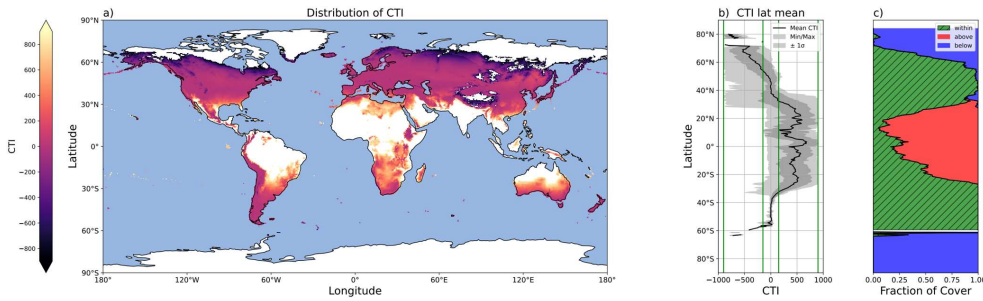 a) Distribution of CTI
b) CTI lat mean
c)
CTI
800
600
400
200
0
−200
−400
−600
−800
Latitude
90°N
60°N
30°N
0°
30°S
60°S
90°S
180°
120°W
60°W
0°
60°E
120°E
180°
Longitude
Latitude
80°N
60°N
40°N
20°N
0°
20°S
40°S
60°S
80°S
Mean CTI
Min/Max
± 1σ
−1000
−500
0
500
1000
CTI
within
above
below
0.00
0.25
0.50
0.75
1.00
Fraction of Cover